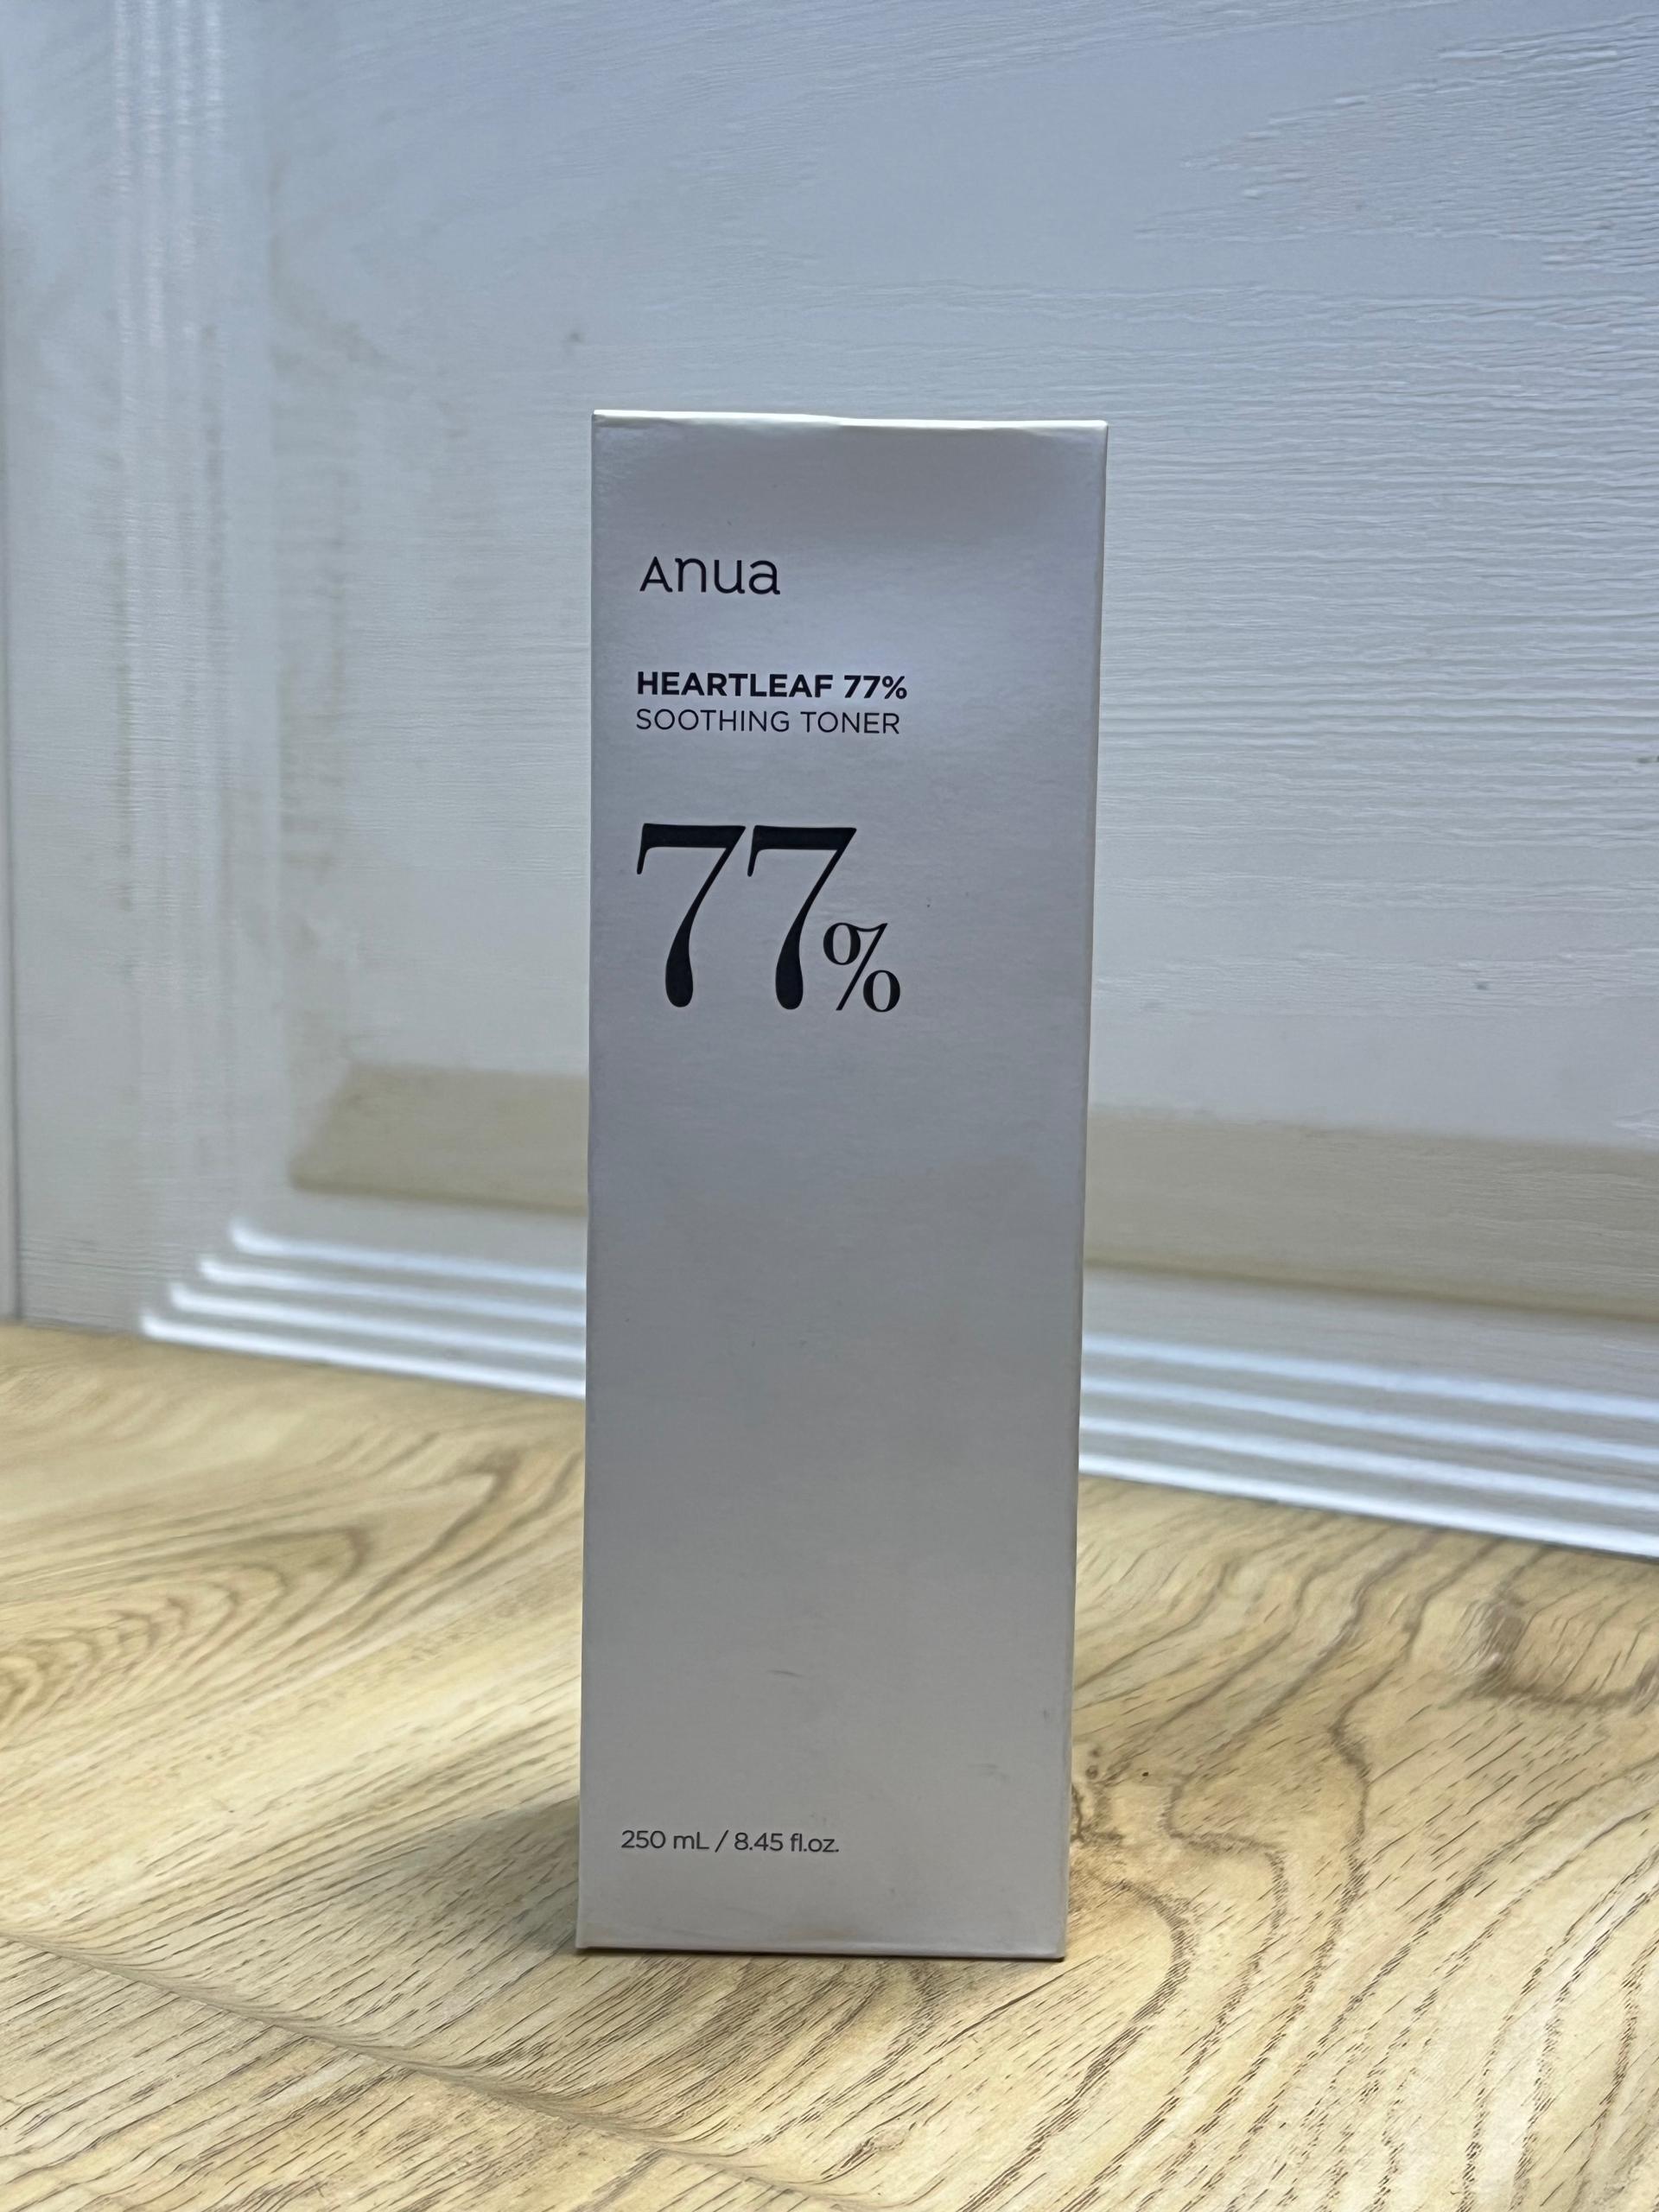 Anua
HEARTLEAF 77%
SOOTHING TONER
77%
250 mL / 8.45 fl.oz.